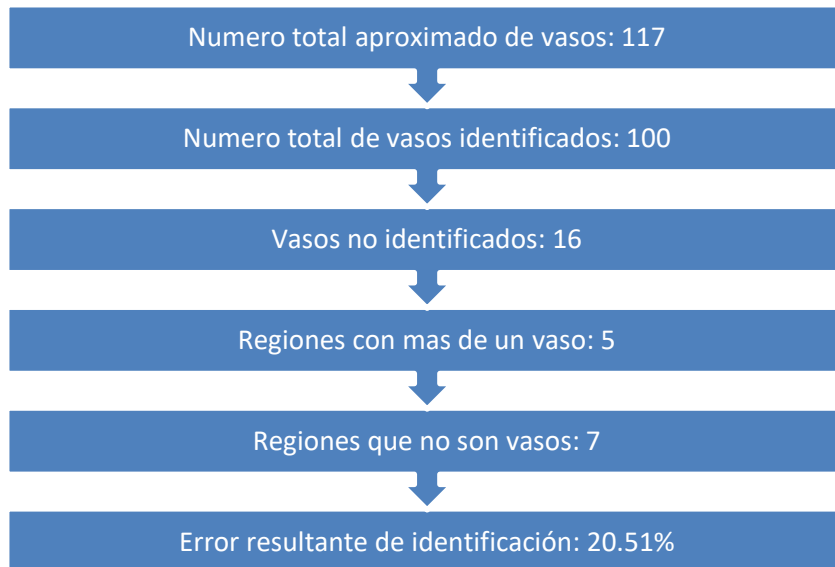 Numero total aproximado de vasos: 117
Numero total de vasos identificados: 100
Vasos no identificados: 16
Regiones con mas de un vaso: 5
Regiones que no son vasos: 7
Error resultante de identificación: 20.51%